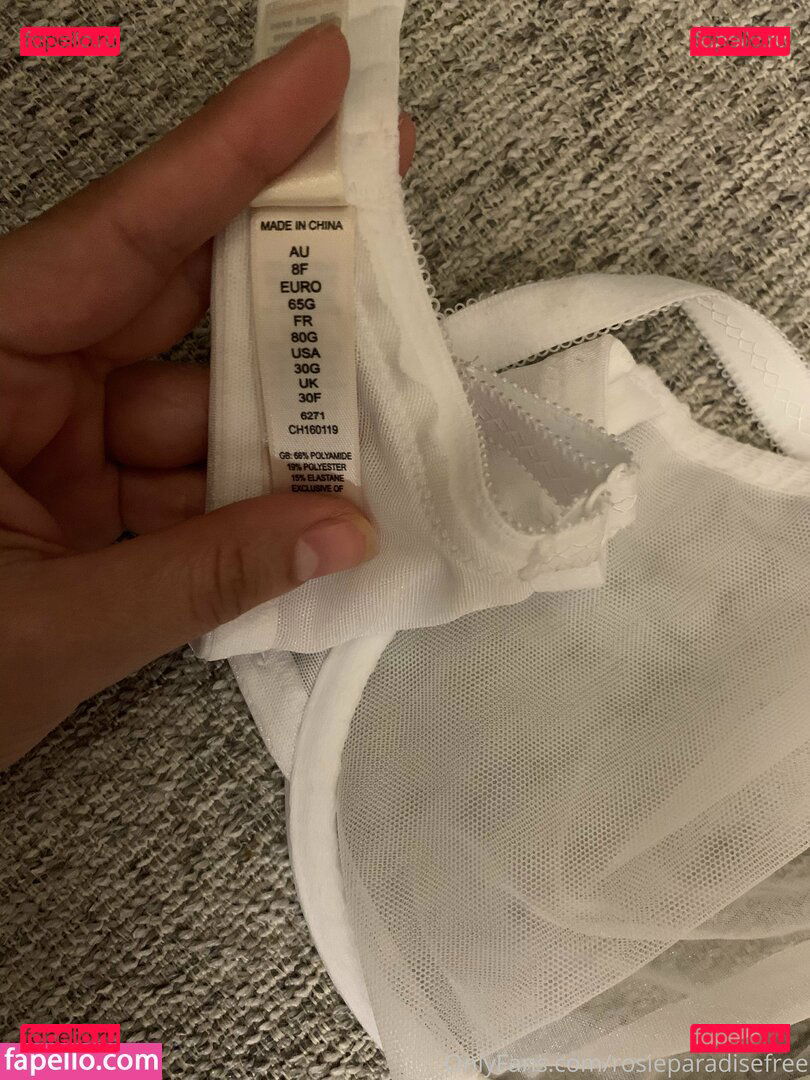 fapello.ru
fapello.ru
MADE IN CHINA
AU
8F
EURO
65G
FR
80G
USA
30G
UK
30F
6271
CH160119
GB: 66% POLYAMIDE
19% POLYESTER
15% ELASTANE
EXCLUSIVE OF
fapello.ru
fapello.ru
fapello.com
OnlyFans.com/rosieparadisefree